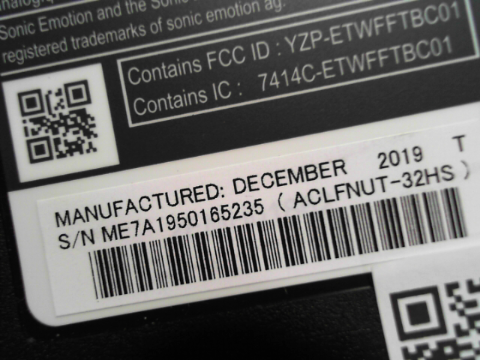 Sonic Emotion and the Sonic
registered trademarks of sonic emotion ag.
Contains FCC ID : YZP-ETWFFTBC01
Contains IC : 7414C-ETWFFTBC01
MANUFACTURED: DECEMBER 2019 T
S/N ME7A1950165235 ( ACLFNUT-32HS )